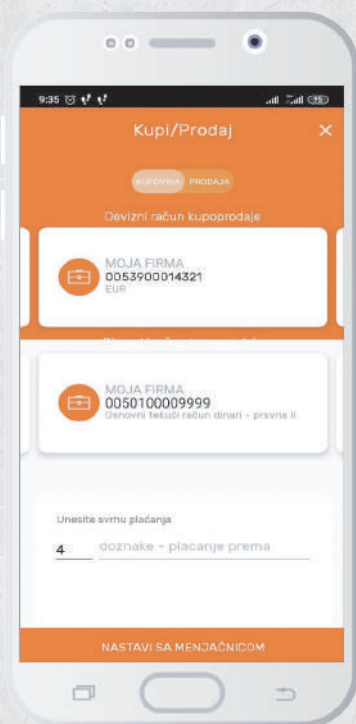 9:35
95
Kupi/Prodaj
KUPOVINA PRODAJA
Devizni račun kupoprodaje
MOJA FIRMA
0053900014321
EUR
MOJA FIRMA
0050100009999
Osnovni tekući račun dinari - pravna li
Unesite svrhu plaćanja
4 doznake - placanje prema
NASTAVI SA MENJAČNICOM